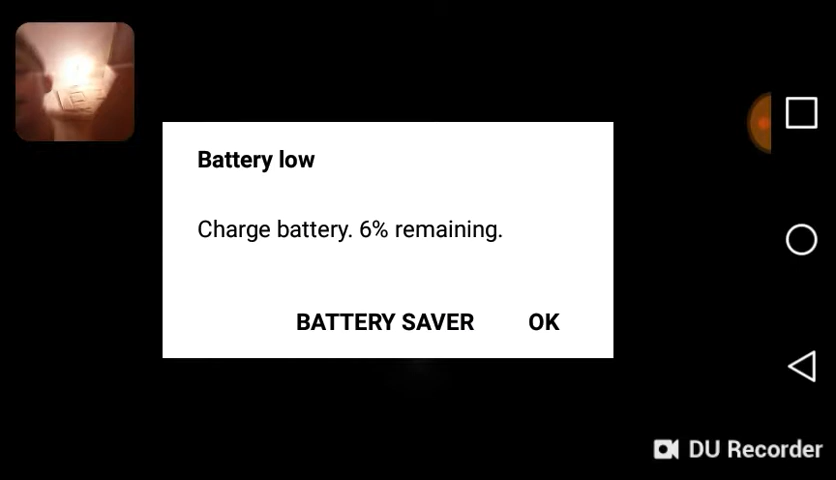 Battery low
Charge battery. 6% remaining.
BATTERY SAVER OK
DU Recorder